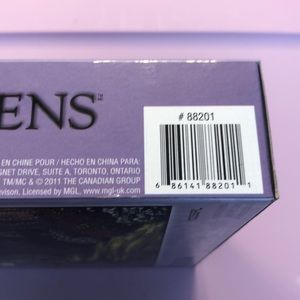 ENS™
# 88201
EN CHINE POUR / HECHO EN CHINA PARA:
GNET DRIVE, SUITE A, TORONTO, ONTARIO
TM/MC & © 2011 THE CANADIAN GROUP
evison. Licensed by MGL. www.mgl-uk.com
6 86141 88201 1